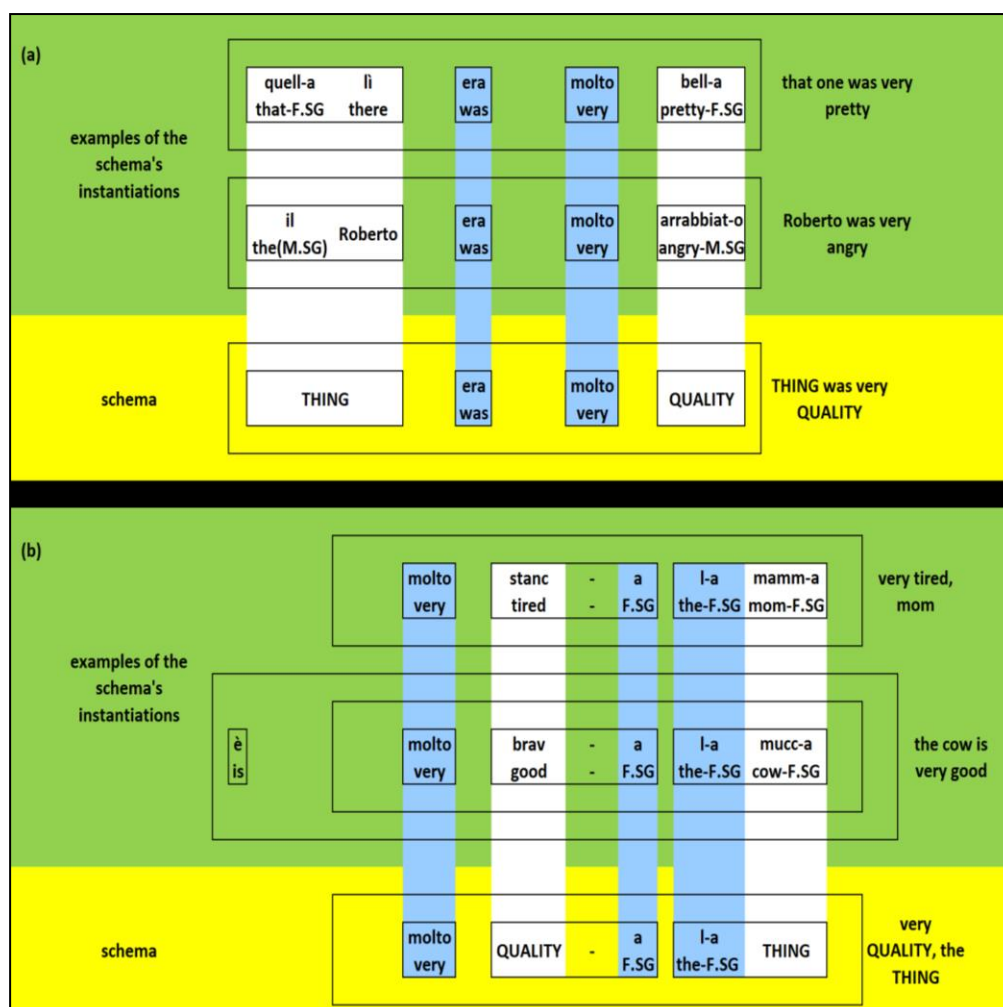 (a)
quell-a lì era molto bell-a that one was very
that-F.SG there was very pretty-F.SG pretty
examples of the
schema's
instantiations
il Roberto era molto arrabbiat-o Roberto was very
the(M.SG) was very angry-M.SG angry
schema THING era molto QUALITY THING was very
was very QUALITY
(b)
molto stanc - a l-a mamm-a very tired,
very tired - F.SG the-F.SG mom-F.SG mom
examples of the
schema's
instantiations
è molto brav - a l-a mucc-a the cow is
is very good - F.SG the-F.SG cow-F.SG very good
schema molto QUALITY - a l-a THING very
very F.SG the-F.SG QUALITY, the
THING